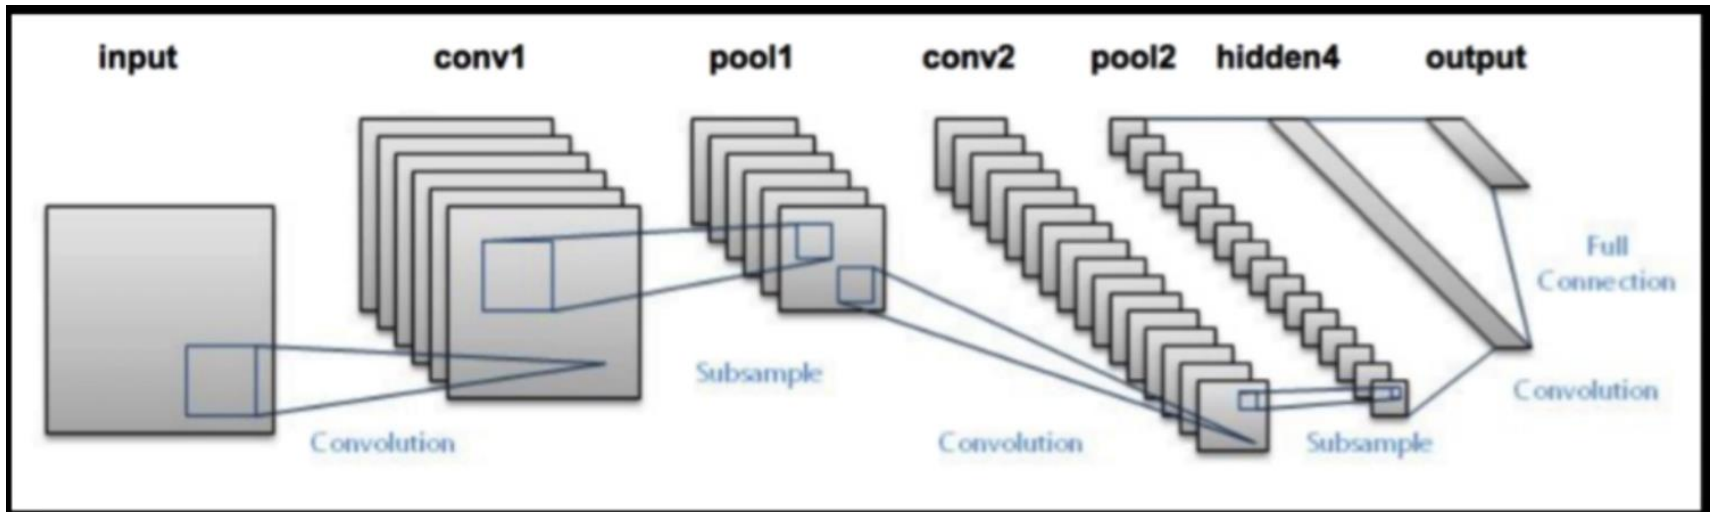 input conv1 pool1 conv2 pool2 hidden4 output
Full
Connection
Subsample
Convolution
Convolution
Convolution
Subsample